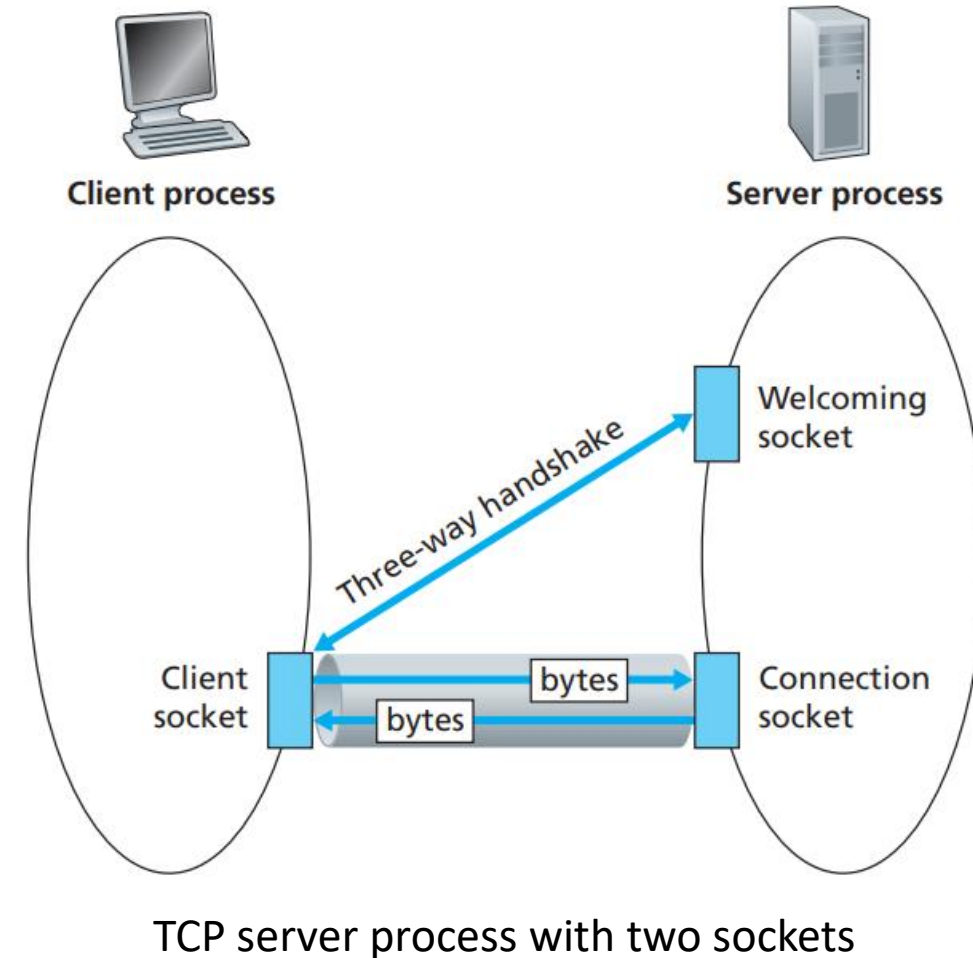 Client process
Server process
Welcoming
socket
Three-way handshake
Client
socket
bytes
bytes
Connection
socket
TCP server process with two sockets